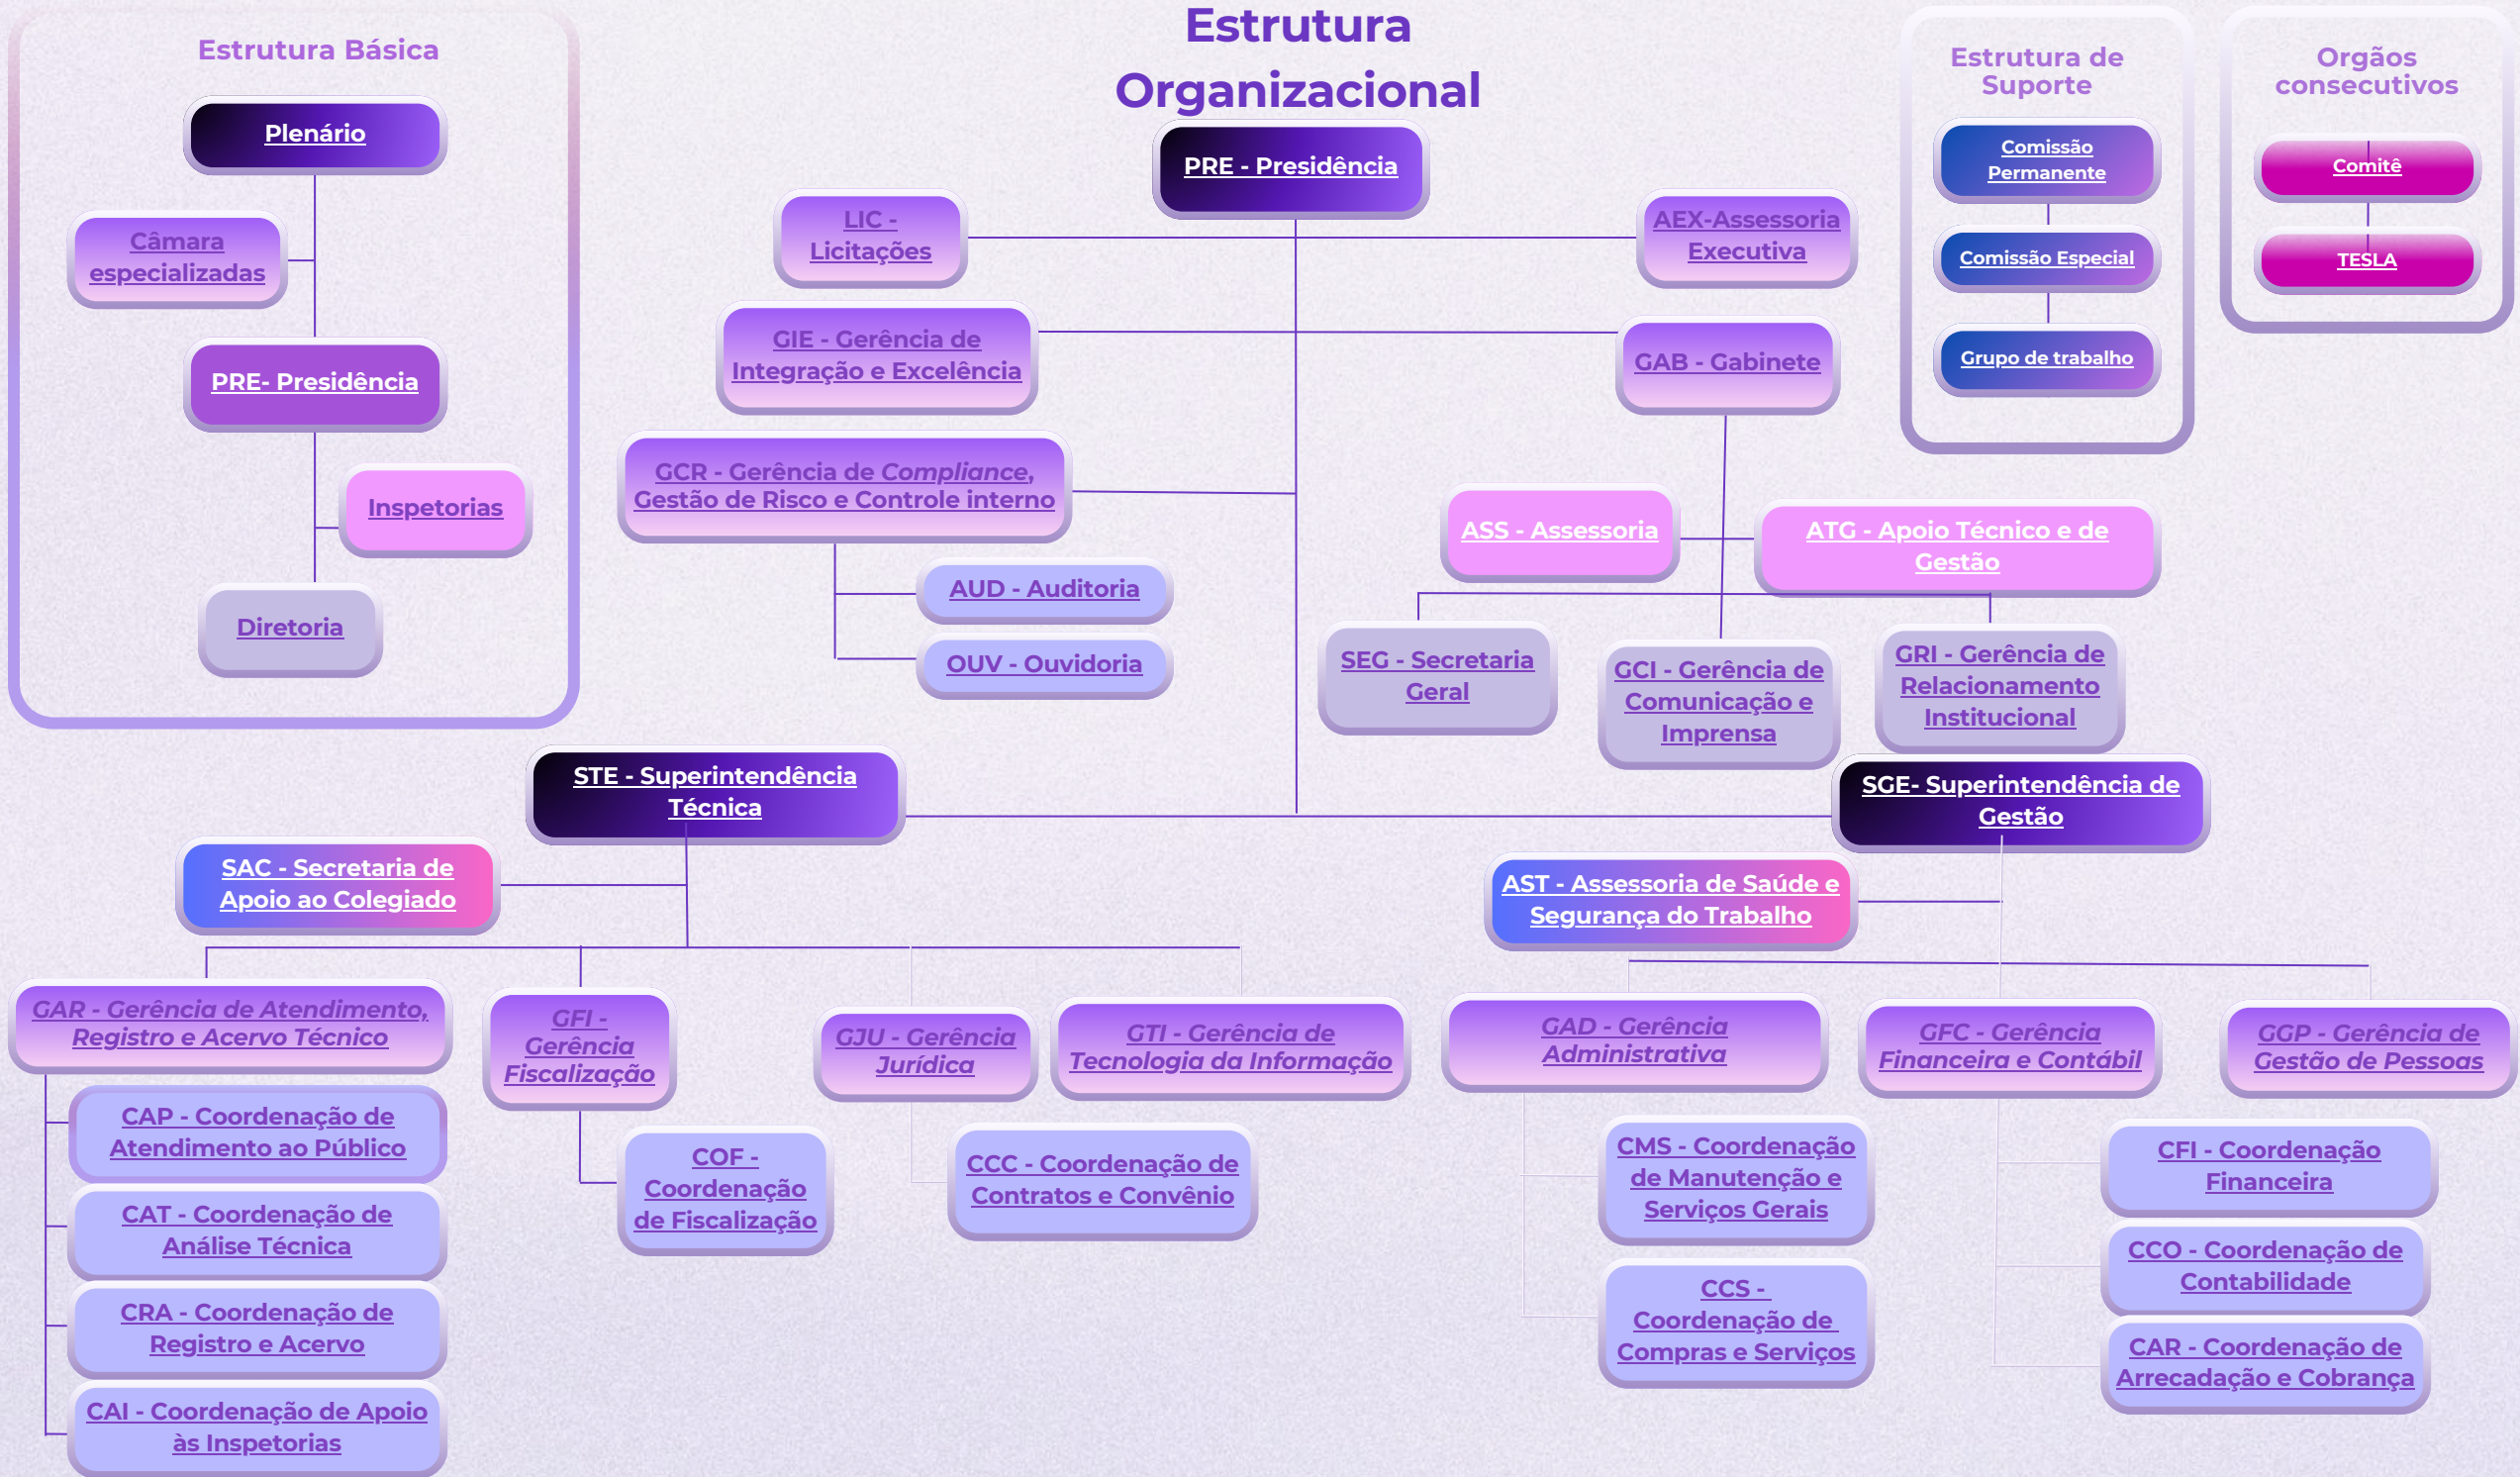 Estrutura Básica
Plenário
Câmara
especializadas
PRE- Presidência
Inspetorias
Diretoria
Estrutura
Organizacional
PRE - Presidência
LIC -
Licitações
AEX-Assessoria
Executiva
GIE - Gerência de
Integração e Excelência
GAB - Gabinete
GCR - Gerência de Compliance,
Gestão de Risco e Controle interno
AUD - Auditoria
OUV - Ouvidoria
ASS - Assessoria
ATG - Apoio Técnico e de
Gestão
SEG - Secretaria
Geral
GCI - Gerência de
Comunicação e
Imprensa
GRI - Gerência de
Relacionamento
Institucional
Estrutura de
Suporte
Comissão
Permanente
Comissão Especial
Grupo de trabalho
Orgãos
consecutivos
Comitê
TESLA
STE - Superintendência
Técnica
SGE- Superintendência de
Gestão
SAC - Secretaria de
Apoio ao Colegiado
AST - Assessoria de Saúde e
Segurança do Trabalho
GAR - Gerência de Atendimento,
Registro e Acervo Técnico
CAP - Coordenação de
Atendimento ao Público
CAT - Coordenação de
Análise Técnica
CRA - Coordenação de
Registro e Acervo
CAI - Coordenação de Apoio
às Inspetorias
GFI -
Gerência
Fiscalização
COF -
Coordenação
de Fiscalização
GJU - Gerência
Jurídica
CCC - Coordenação de
Contratos e Convênio
GTI - Gerência de
Tecnologia da Informação
GAD - Gerência
Administrativa
CMS - Coordenação
de Manutenção e
Serviços Gerais
CCS -
Coordenação de
Compras e Serviços
GFC - Gerência
Financeira e Contábil
CFI - Coordenação
Financeira
CCO - Coordenação de
Contabilidade
CAR - Coordenação de
Arrecadação e Cobrança
GGP - Gerência de
Gestão de Pessoas